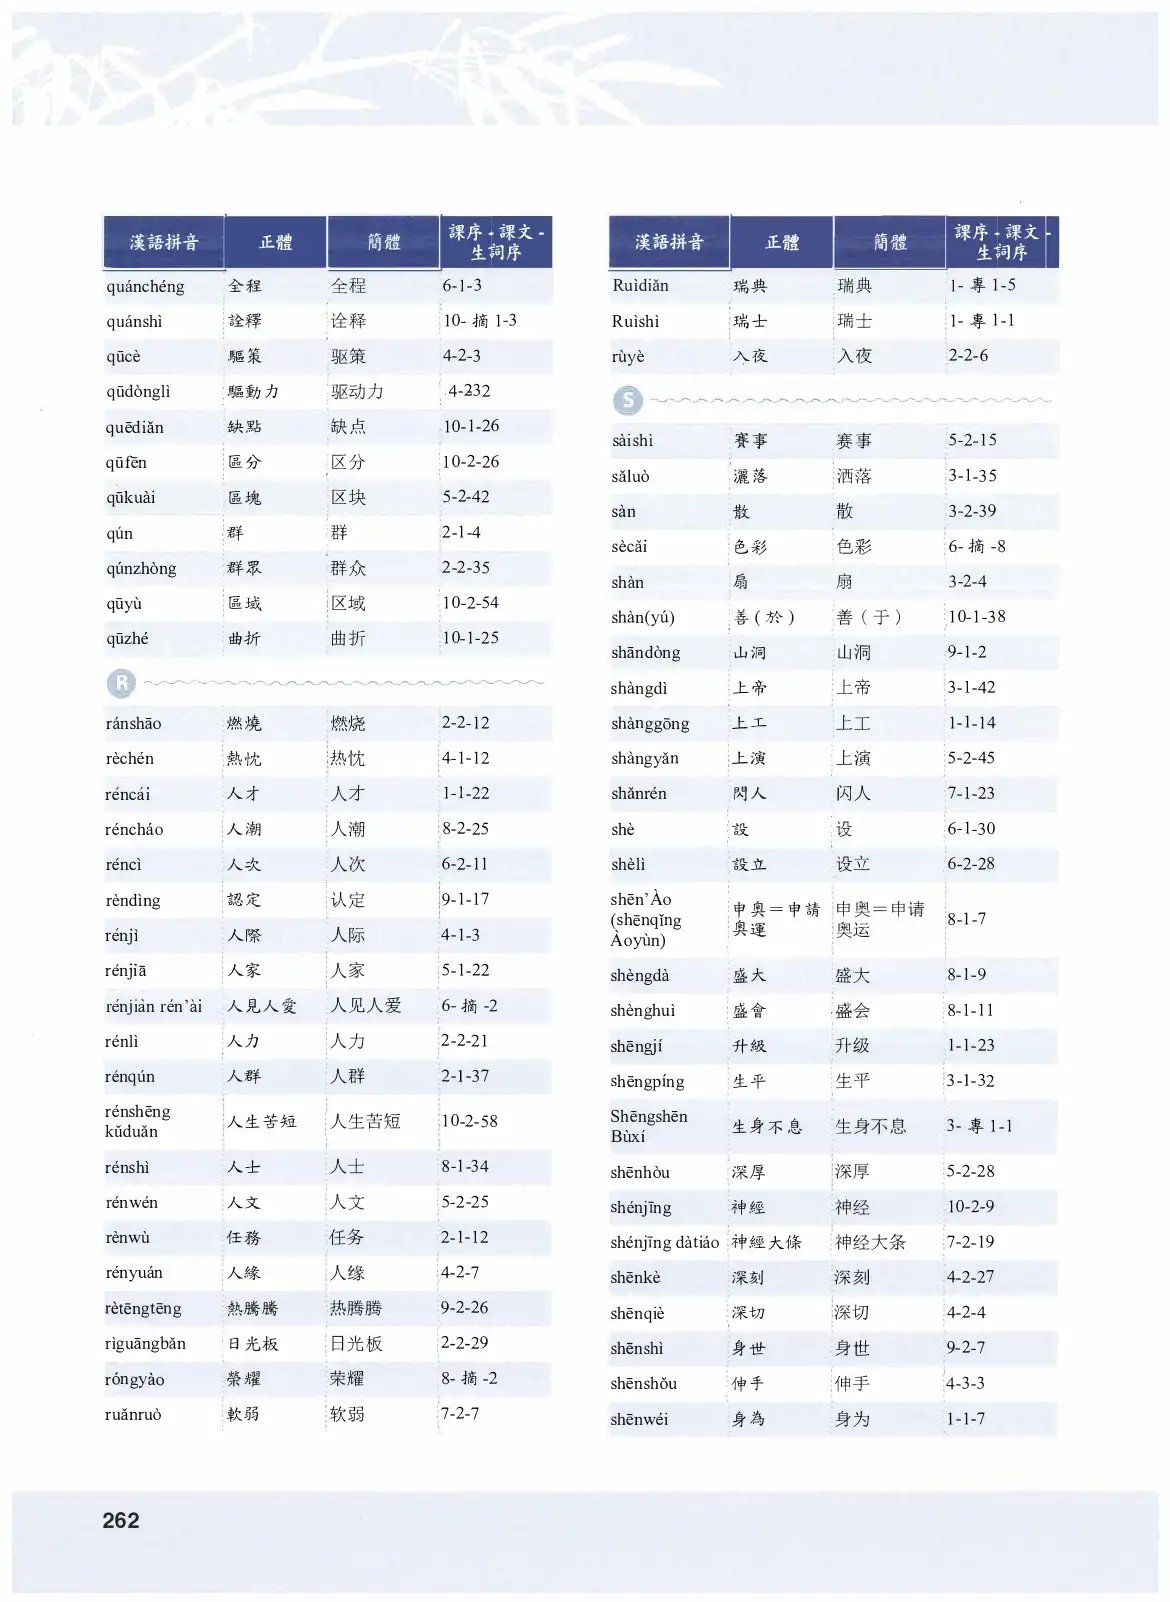 漢語拼音 正體 簡體 課序 - 課文 - 生詞序
quánchéng 全程 全程 6-1-3
quánshì 詮釋 诠释 10- 摘 1-3
qūcè 驅策 驱策 4-2-3
qūdònglì 驅動力 驱动力 4-232
quēdiǎn 缺點 缺点 10-1-26
qūfēn 區分 区分 10-2-26
qūkuài 區塊 区块 5-2-42
qún 群 群 2-1-4
qúnzhòng 群眾 群众 2-2-35
qūyù 區域 区域 10-2-54
qūzhé 曲折 曲折 10-1-25
R
ránshāo 燃燒 燃烧 2-2-12
rèchén 熱忱 热忱 4-1-12
réncái 人才 人才 1-1-22
réncháo 人潮 人潮 8-2-25
réncì 人次 人次 6-2-11
rèndìng 認定 认定 9-1-17
rénjì 人際 人际 4-1-3
rénjiā 人家 人家 5-1-22
rénjiàn rén'ài 人見人愛 人见人爱 6- 摘 -2
rénlì 人力 人力 2-2-21
rénqún 人群 人群 2-1-37
rénshēng
kǔduǎn 人生苦短 人生苦短 10-2-58
rénshì 人士 人士 8-1-34
rénwén 人文 人文 5-2-25
rènwù 任務 任务 2-1-12
rényuán 人緣 人缘 4-2-7
rètēngtēng 熱騰騰 热腾腾 9-2-26
rìguāngbǎn 日光板 日光板 2-2-29
róngyào 榮耀 荣耀 8- 摘 -2
ruǎnruò 軟弱 软弱 7-2-7
漢語拼音 正體 簡體 課序 - 課文 - 生詞序
Ruìdiǎn 瑞典 瑞典 1- 專 1-5
Ruìshì 瑞士 瑞士 1- 專 1-1
rùyè 入夜 入夜 2-2-6
S
sàishì 賽事 赛事 5-2-15
sǎluò 灑落 洒落 3-1-35
sàn 散 散 3-2-39
sècǎi 色彩 色彩 6- 摘 -8
shàn 扇 扇 3-2-4
shàn(yú) 善 ( 於 ) 善 ( 于 ) 10-1-38
shāndòng 山洞 山洞 9-1-2
shàngdì 上帝 上帝 3-1-42
shànggōng 上工 上工 1-1-14
shàngyǎn 上演 上演 5-2-45
shǎnrén 閃人 闪人 7-1-23
shè 設 设 6-1-30
shèlì 設立 设立 6-2-28
shēn'Ào
(shēnqǐng
Àoyùn) 申奧＝申請
奧運 申奥＝申请
奥运 8-1-7
shèngdà 盛大 盛大 8-1-9
shènghuì 盛會 盛会 8-1-11
shēngjí 升級 升级 1-1-23
shēngpíng 生平 生平 3-1-32
Shēngshēn
Bùxí 生身不息 生身不息 3- 專 1-1
shēnhòu 深厚 深厚 5-2-28
shénjīng 神經 神经 10-2-9
shénjīng dàtiáo 神經大條 神经大条 7-2-19
shēnkè 深刻 深刻 4-2-27
shēnqiè 深切 深切 4-2-4
shēnshì 身世 身世 9-2-7
shēnshǒu 伸手 伸手 4-3-3
shēnwéi 身為 身为 1-1-7
262